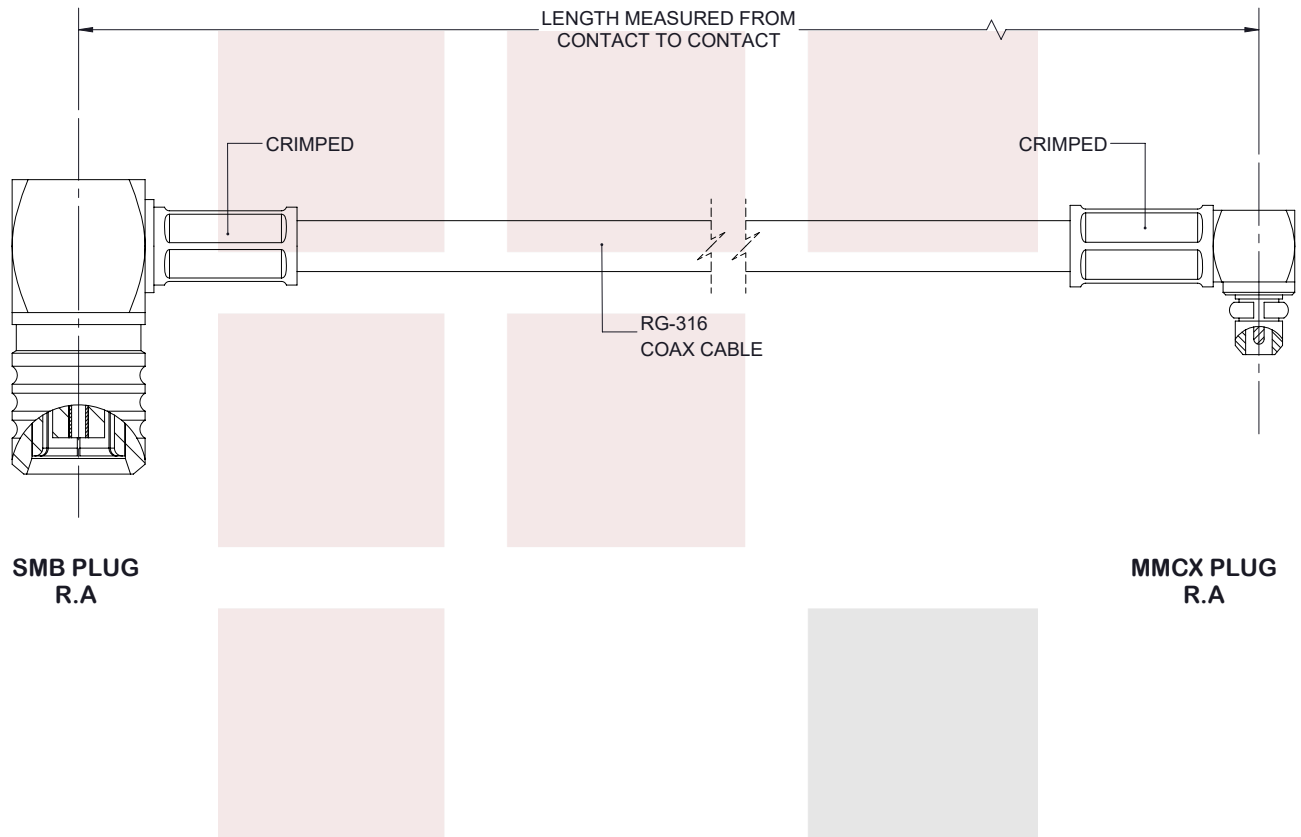 LENGTH MEASURED FROM
CONTACT TO CONTACT
CRIMPED
CRIMPED
RG-316
COAX CABLE
SMB PLUG
R.A
MMCX PLUG
R.A